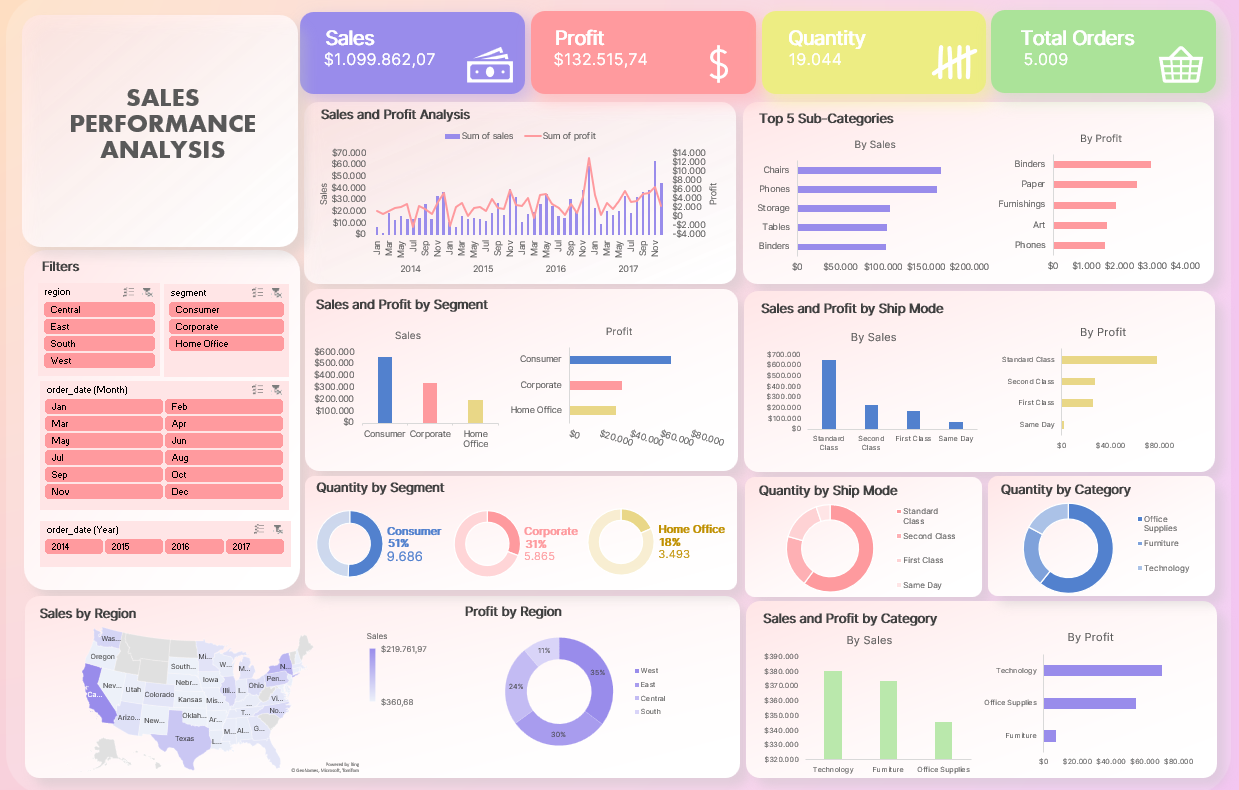 SALES
PERFORMANCE
ANALYSIS
Sales
$1.099.862,07
Profit
$132.515,74
Quantity
19.044
Total Orders
5.009
Filters
region
Central
East
South
West
segment
Consumer
Corporate
Home Office
order_date (Month)
Jan Feb
Mar Apr
May Jun
Jul Aug
Sep Oct
Nov Dec
order_date (Year)
2014 2015 2016 2017
Sales and Profit Analysis
Sum of sales Sum of profit
Sales
$70.000
$60.000
$50.000
$40.000
$30.000
$20.000
$10.000
$0
$14.000
$12.000
$10.000
$8.000
$6.000
$4.000
$2.000
$0
-$2.000
-$4.000
Profit
Jan Mar May Jul Sep Nov Jan Mar May Jul Sep Nov Jan Mar May Jul Sep Nov Jan Mar May Jul Sep Nov
2014 2015 2016 2017
Top 5 Sub-Categories
By Sales
Chairs
Phones
Storage
Tables
Binders
$0 $50.000 $100.000 $150.000 $200.000
By Profit
Binders
Paper
Furnishings
Art
Phones
$0 $1.000 $2.000 $3.000 $4.000
Sales and Profit by Segment
Sales
$600.000
$500.000
$400.000
$300.000
$200.000
$100.000
$0
Consumer Corporate Home
Office
Profit
Consumer
Corporate
Home Office
$0 $20.000 $40.000 $60.000 $80.000
Sales and Profit by Ship Mode
By Sales
$700.000
$600.000
$500.000
$400.000
$300.000
$200.000
$100.000
$0
Standard Second First Class Same Day
Class Class
By Profit
Standard Class
Second Class
First Class
Same Day
$0 $40.000 $80.000
Quantity by Segment
Consumer
51%
9.686
Corporate
31%
5.865
Home Office
18%
3.493
Quantity by Ship Mode
Standard
Class
Second Class
First Class
Same Day
Quantity by Category
Office
Supplies
Furniture
Technology
Sales by Region
Was...
Oregon
Ca...
Nev...
Utah
Arizo...
Colorado
New...
South...
Nebr...
Kansas
Oklah...
Texas
Mi...
Iowa
Mis...
Ar...
L...
W...
Illi...
I...
M...
Ohio
T...
M...
Al...
G...
N...
Pen...
Vi...
No...
Sales
$219.761,97
$360,68
Powered by Bing
© GeoNames, Microsoft, TomTom
Profit by Region
35%
30%
24%
11%
West
East
Central
South
Sales and Profit by Category
By Sales
$390.000
$380.000
$370.000
$360.000
$350.000
$340.000
$330.000
$320.000
Technology Furniture Office Supplies
By Profit
Technology
Office Supplies
Furniture
$0 $20.000 $40.000 $60.000 $80.000